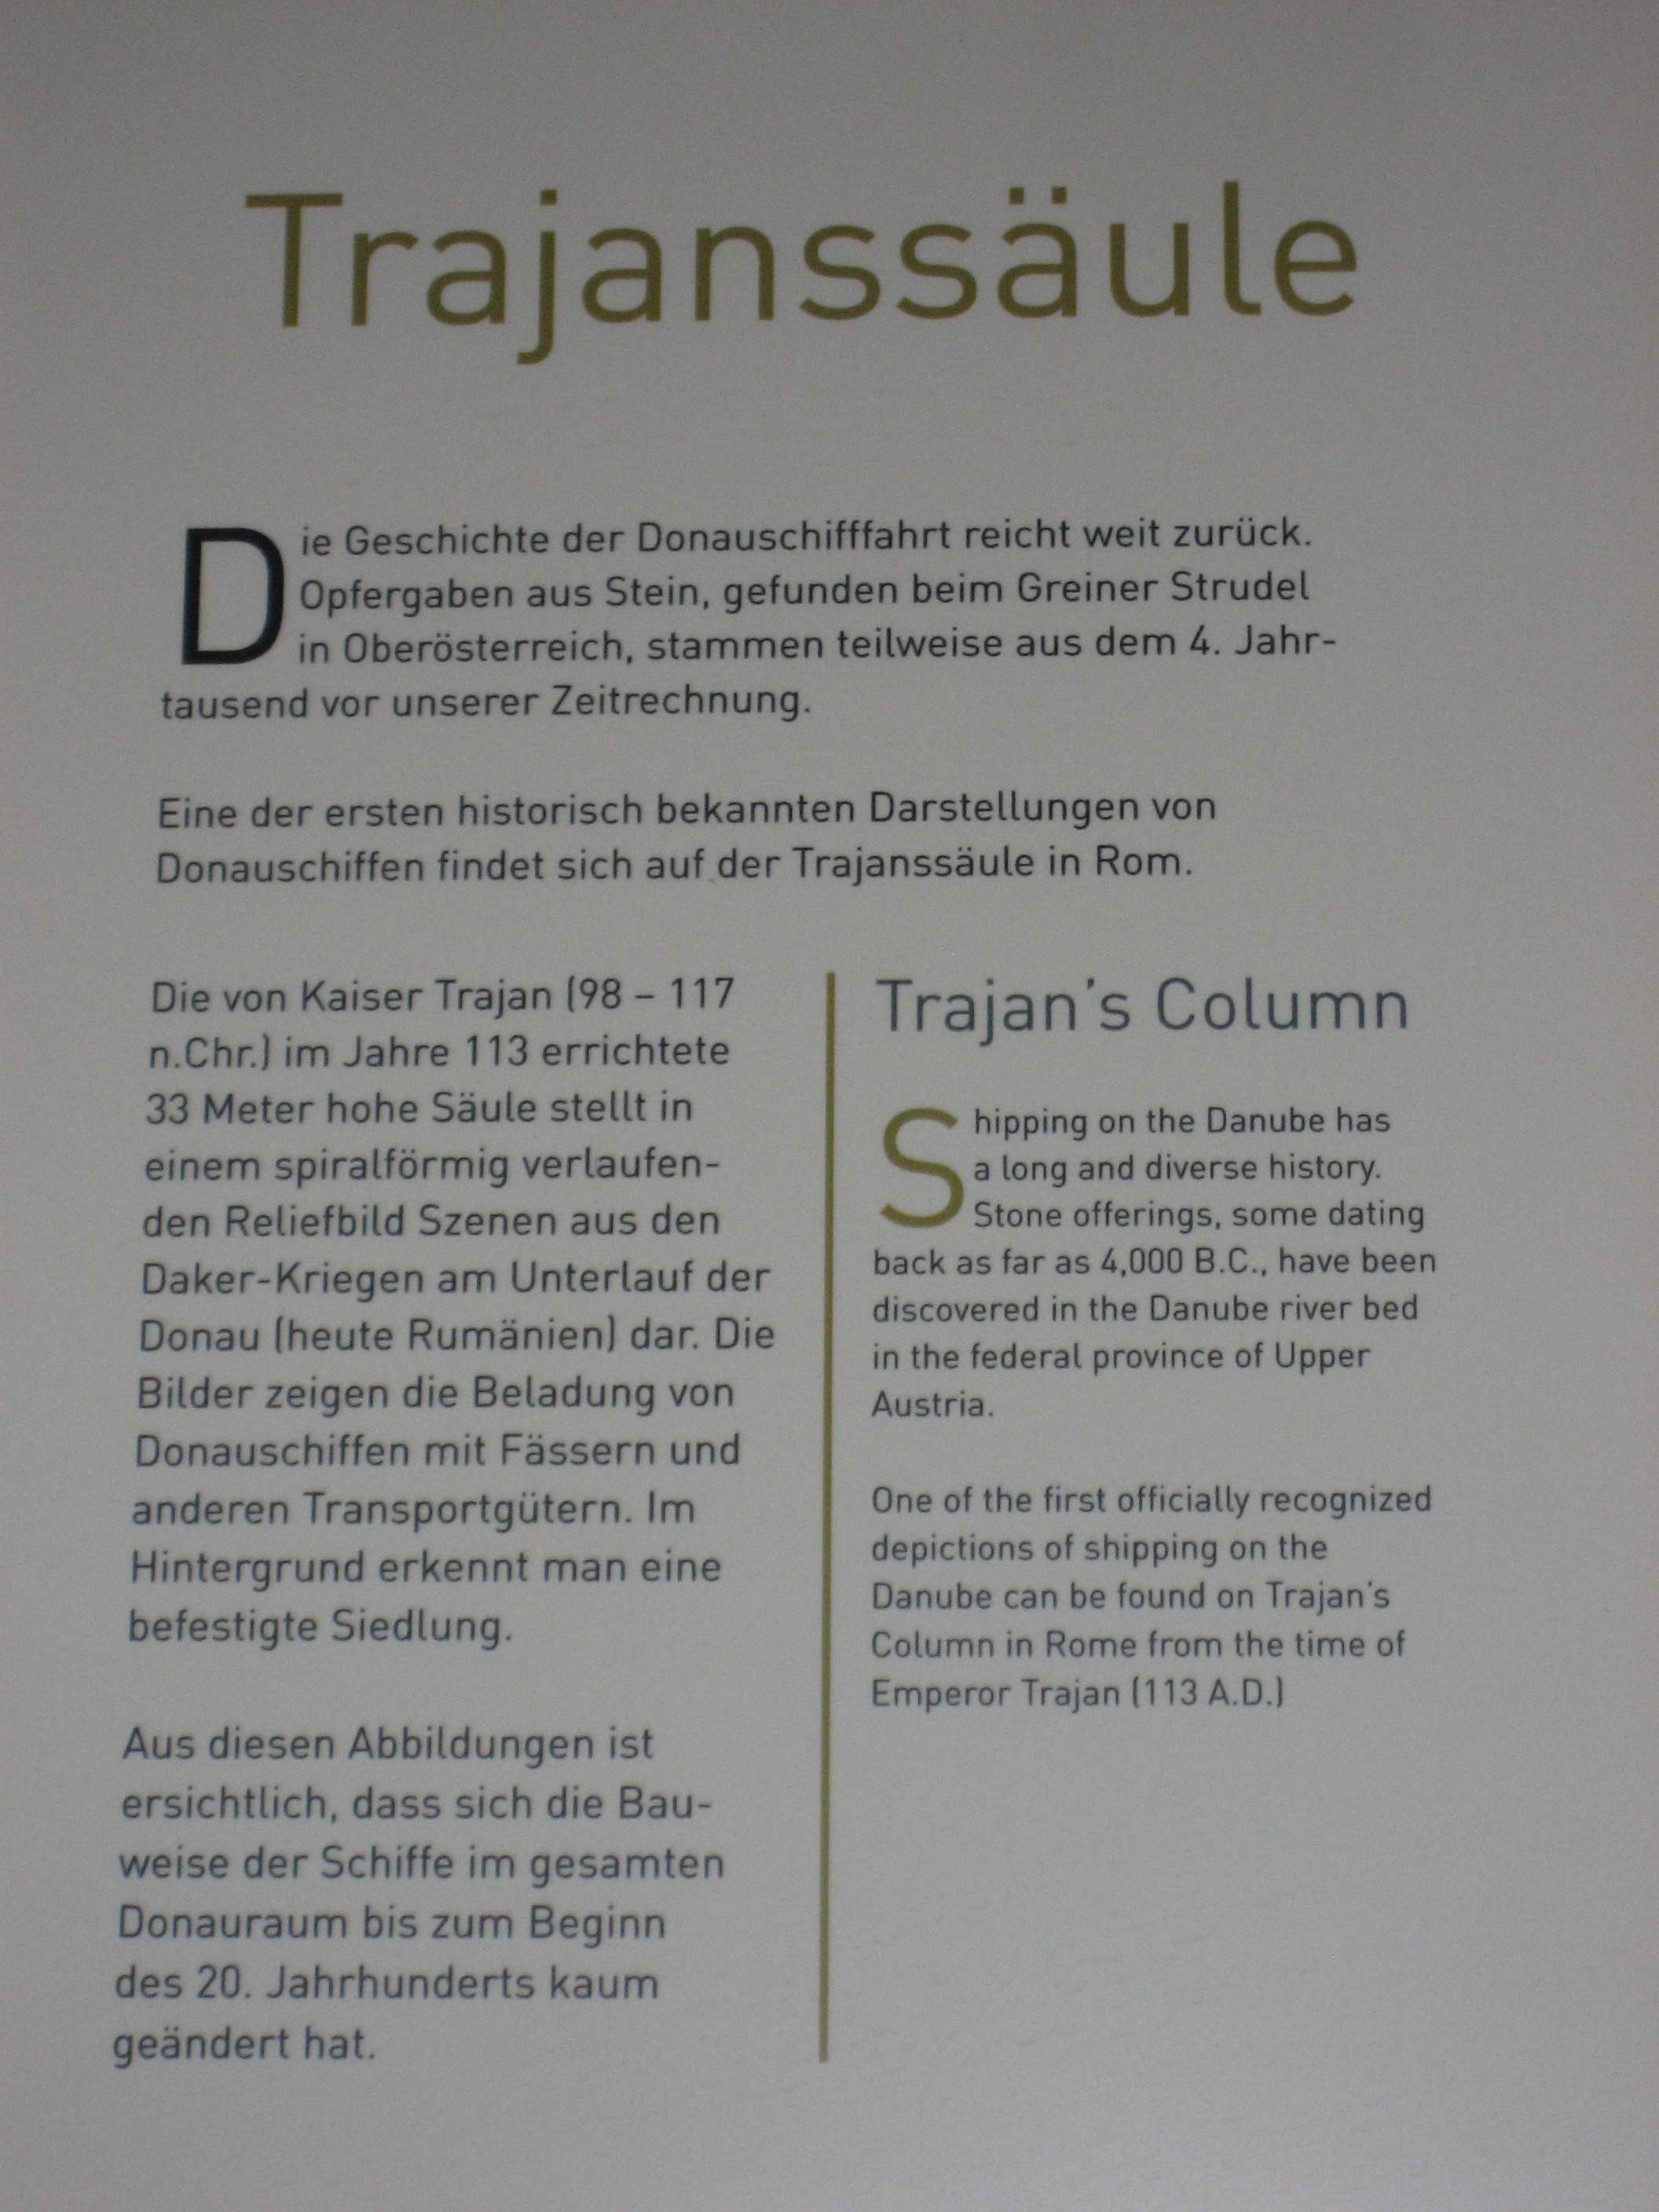 Trajanssäule
Die Geschichte der Donauschifffahrt reicht weit zurück.
Opfergaben aus Stein, gefunden beim Greiner Strudel
in Oberösterreich, stammen teilweise aus dem 4. Jahr-
tausend vor unserer Zeitrechnung.
Eine der ersten historisch bekannten Darstellungen von
Donauschiffen findet sich auf der Trajanssäule in Rom.
Die von Kaiser Trajan (98 – 117
n.Chr.) im Jahre 113 errichtete
33 Meter hohe Säule stellt in
einem spiralförmig verlaufen-
den Reliefbild Szenen aus den
Daker-Kriegen am Unterlauf der
Donau (heute Rumänien) dar. Die
Bilder zeigen die Beladung von
Donauschiffen mit Fässern und
anderen Transportgütern. Im
Hintergrund erkennt man eine
befestigte Siedlung.
Aus diesen Abbildungen ist
ersichtlich, dass sich die Bau-
weise der Schiffe im gesamten
Donauraum bis zum Beginn
des 20. Jahrhunderts kaum
geändert hat.
Trajan's Column
Shipping on the Danube has
a long and diverse history.
Stone offerings, some dating
back as far as 4,000 B.C., have been
discovered in the Danube river bed
in the federal province of Upper
Austria.
One of the first officially recognized
depictions of shipping on the
Danube can be found on Trajan's
Column in Rome from the time of
Emperor Trajan (113 A.D.)